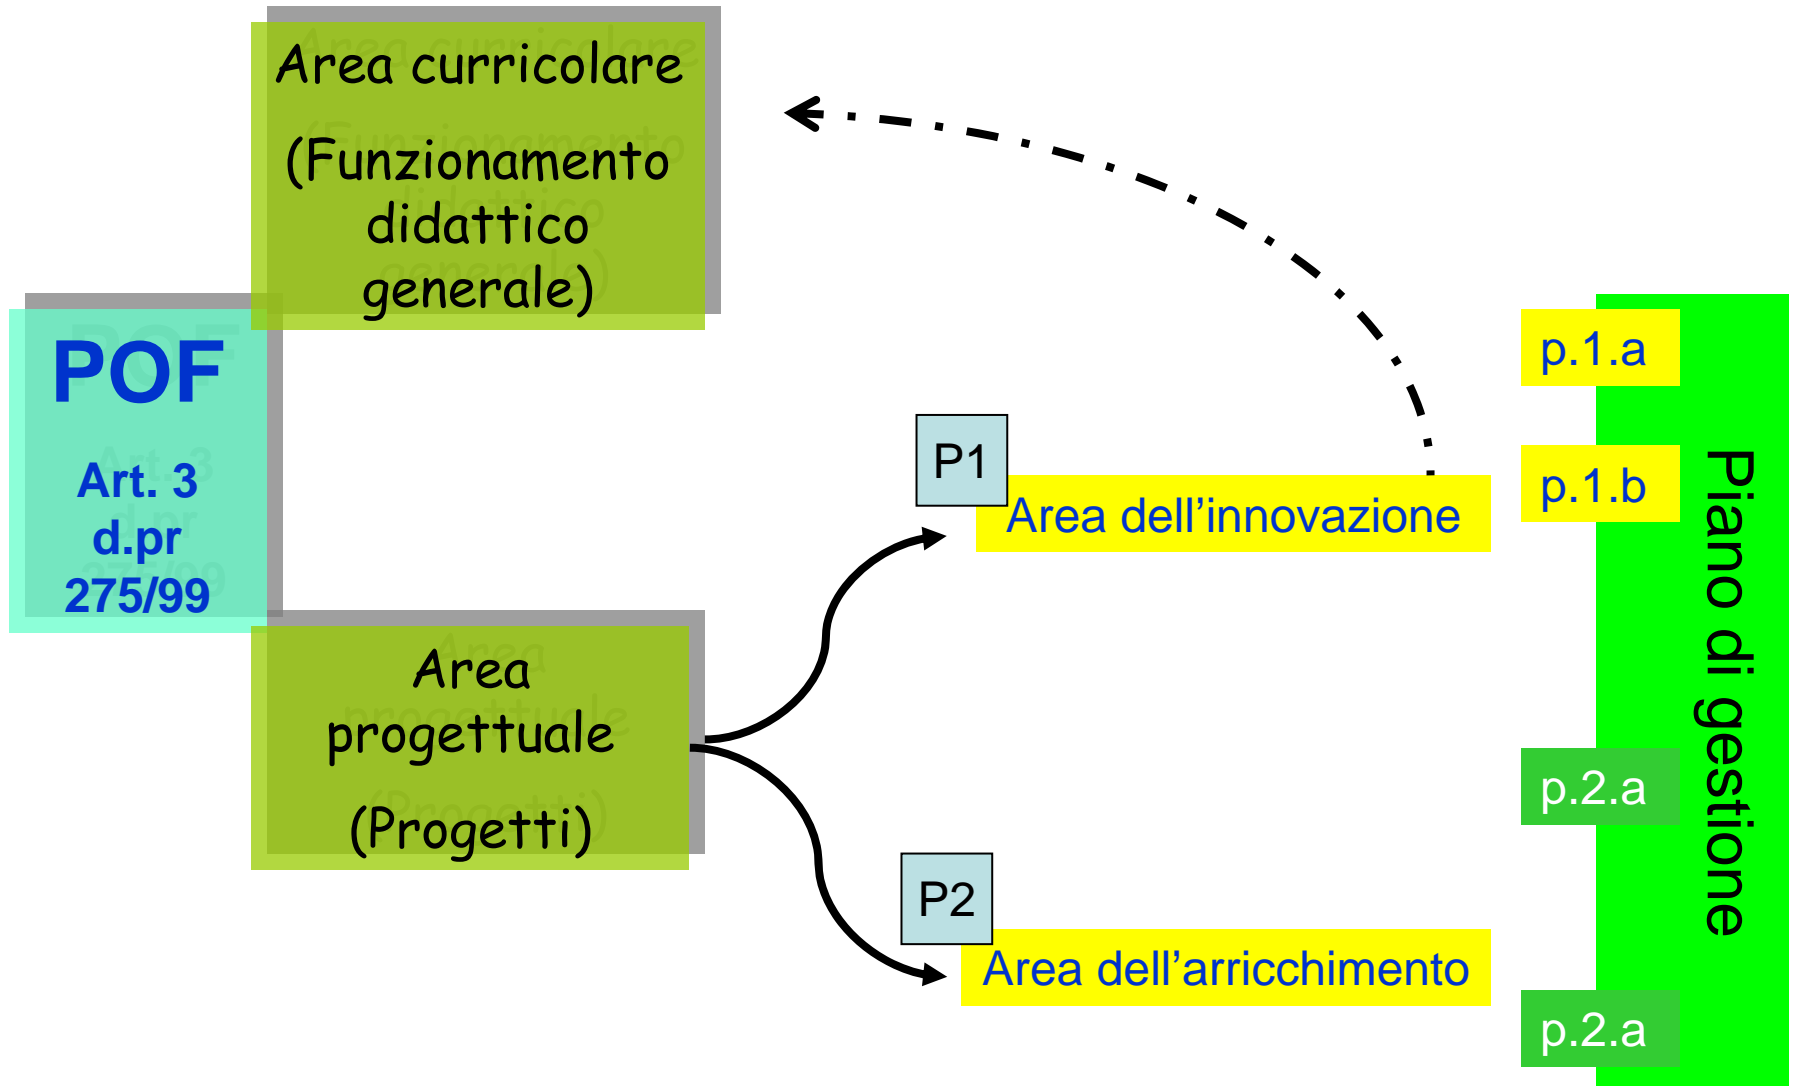 Area curricolare
(Funzionamento
didattico
generale)
POF
Art. 3
d.pr
275/99
Area
progettuale
(Progetti)
P1
Area dell’innovazione
P2
Area dell’arricchimento
p.1.a
p.1.b
p.2.a
p.2.a
Piano di gestione